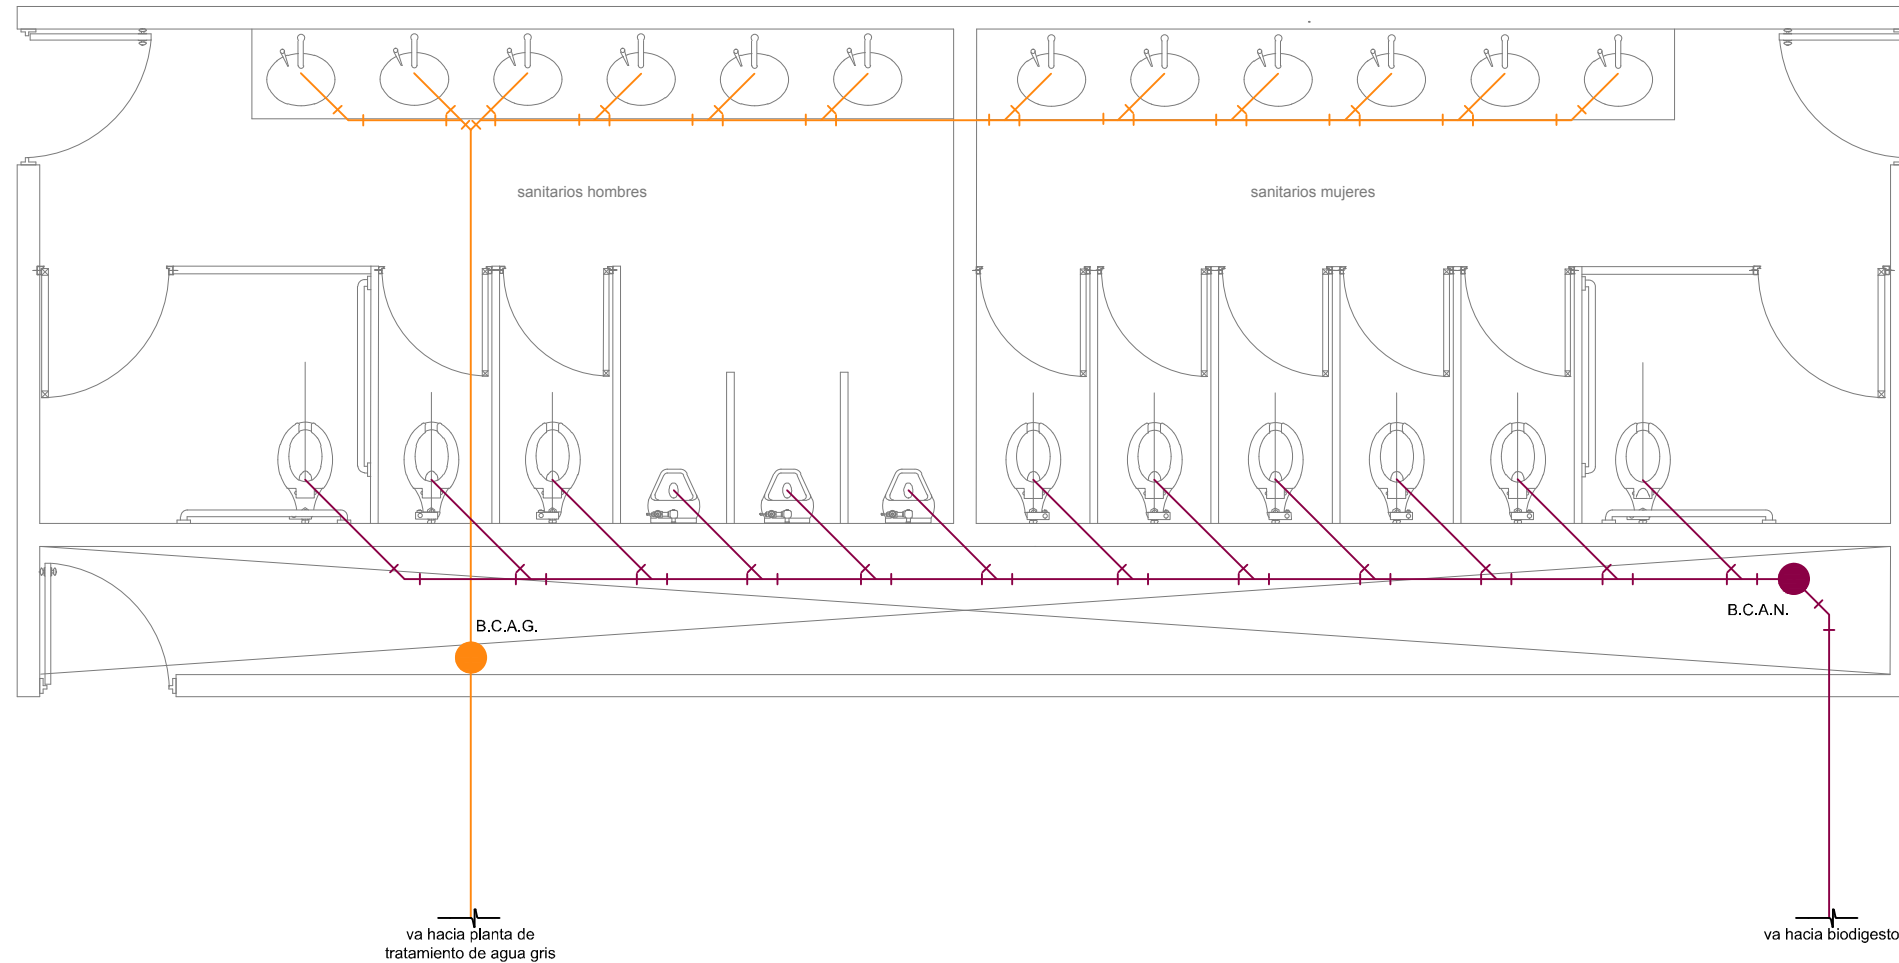 sanitarios hombres
sanitarios mujeres
B.C.A.N.
B.C.A.G.
va hacia planta de
tratamiento de agua gris
va hacia biodigesto